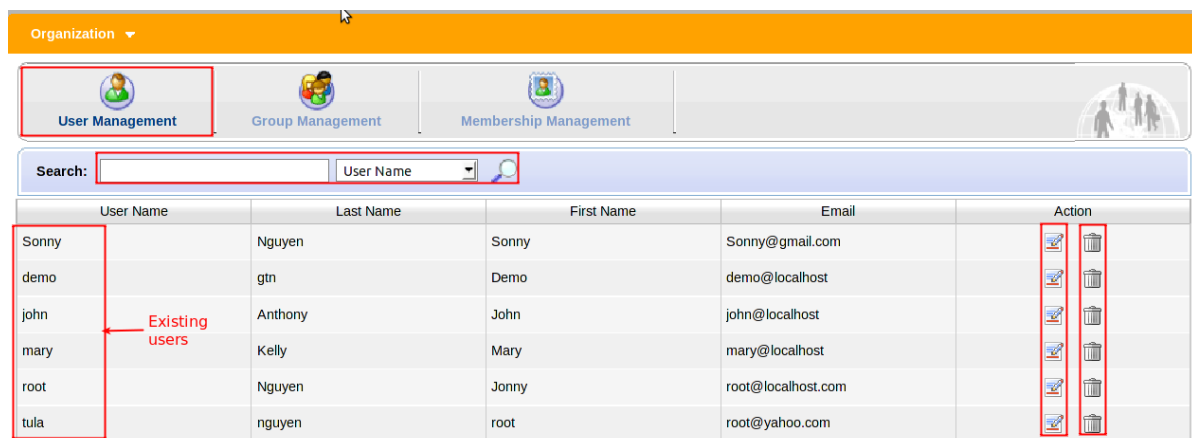 Organization
User Management Group Management Membership Management
Search: User Name
User Name Last Name First Name Email Action
Sonny Nguyen Sonny Sonny@gmail.com
demo gtn Demo demo@localhost
john Anthony John john@localhost
Existing
users
mary Kelly Mary mary@localhost
root Nguyen Jonny root@localhost.com
tula nguyen root root@yahoo.com